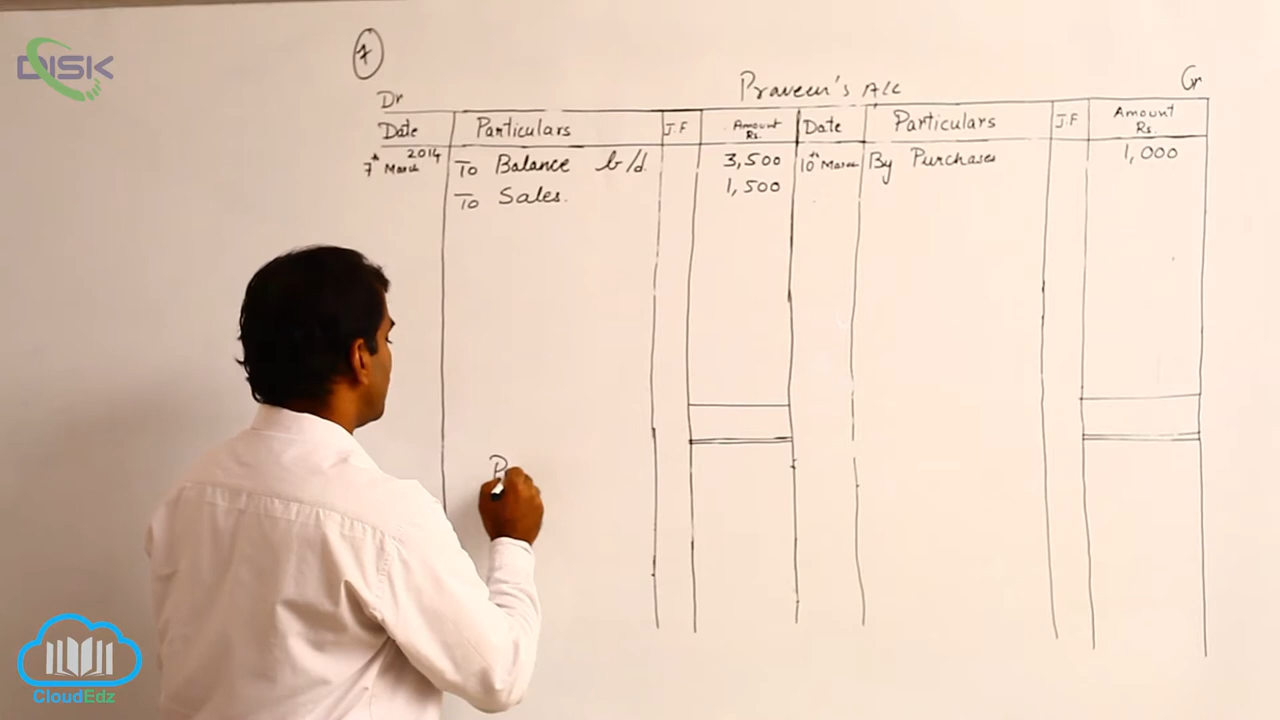 DISK
7
Dr Praveen's A/c Cr
Date Particulars J.F Amount Rs. Date Particulars J.F Amount Rs.
2014
7th March To Balance b/d. 3,500 10th March By Purchases 1,000
To Sales. 1,500
CloudEdz